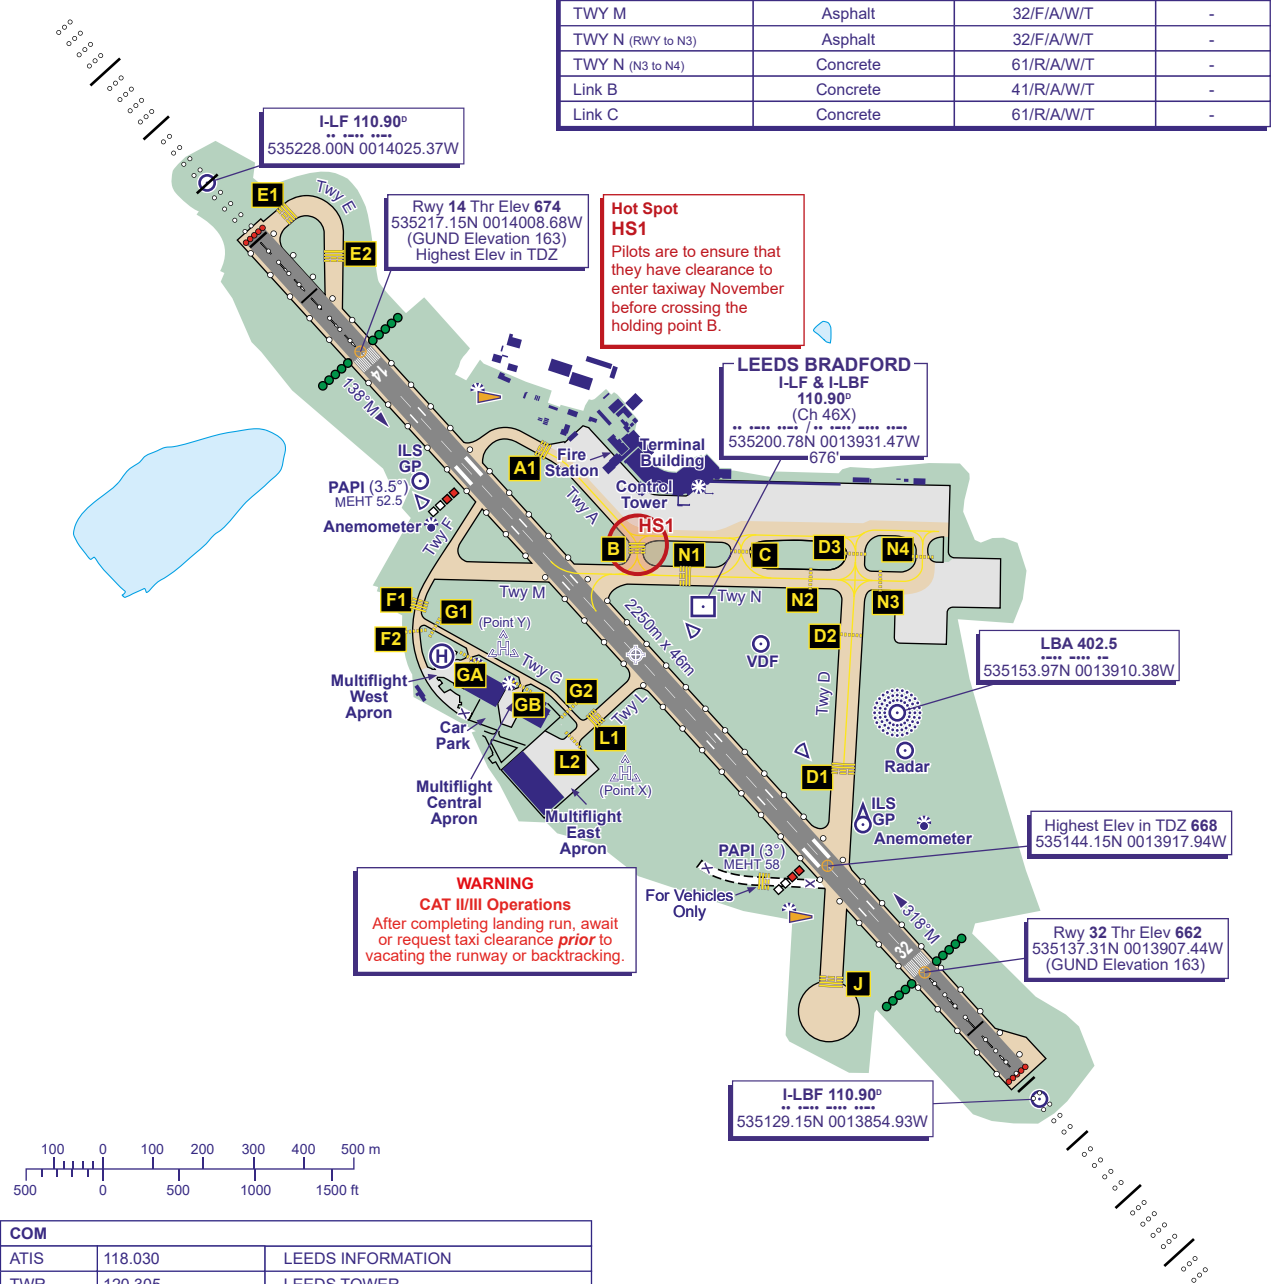 TWY M Asphalt 32/F/A/W/T -
TWY N (RWY to N3) Asphalt 32/F/A/W/T -
TWY N (N3 to N4) Concrete 61/R/A/W/T -
Link B Concrete 41/R/A/W/T -
Link C Concrete 61/R/A/W/T -
I-LF 110.90ᴰ
535228.00N 0014025.37W
E1
Twy E
E2
Rwy 14 Thr Elev 674
535217.15N 0014008.68W
(GUND Elevation 163)
Highest Elev in TDZ
Hot Spot
HS1
Pilots are to ensure that
they have clearance to
enter taxiway November
before crossing the
holding point B.
LEEDS BRADFORD
I-LF & I-LBF
110.90ᴰ
(Ch 46X)
535200.78N 0013931.47W
676'
14
138°M
ILS
GP
PAPI (3.5°)
MEHT 52.5
Anemometer
Twy F
A1
Fire
Station
Terminal
Building
Control
Tower
Twy A
HS1
B
N1
C
D3
N4
Twy M
Twy N
N2
N3
F1
G1
F2
(Point Y)
H
H
2250m x 46m
VDF
D2
LBA 402.5
535153.97N 0013910.38W
Multiflight
West
Apron
GA
Twy G
GB
G2
Twy L
Twy D
L1
L2
Car
Park
X
H
(Point X)
Radar
D1
Multiflight
Central
Apron
Multiflight
East
Apron
ILS
GP
Anemometer
Highest Elev in TDZ 668
535144.15N 0013917.94W
PAPI (3°)
MEHT 58
X
X
For Vehicles
Only
WARNING
CAT II/III Operations
After completing landing run, await
or request taxi clearance prior to
vacating the runway or backtracking.
318°M
32
Rwy 32 Thr Elev 662
535137.31N 0013907.44W
(GUND Elevation 163)
J
I-LBF 110.90ᴰ
535129.15N 0013854.93W
100 0 100 200 300 400 500 m
500 0 500 1000 1500 ft
COM
ATIS 118.030 LEEDS INFORMATION
TWR 120.305 LEEDS TOWER